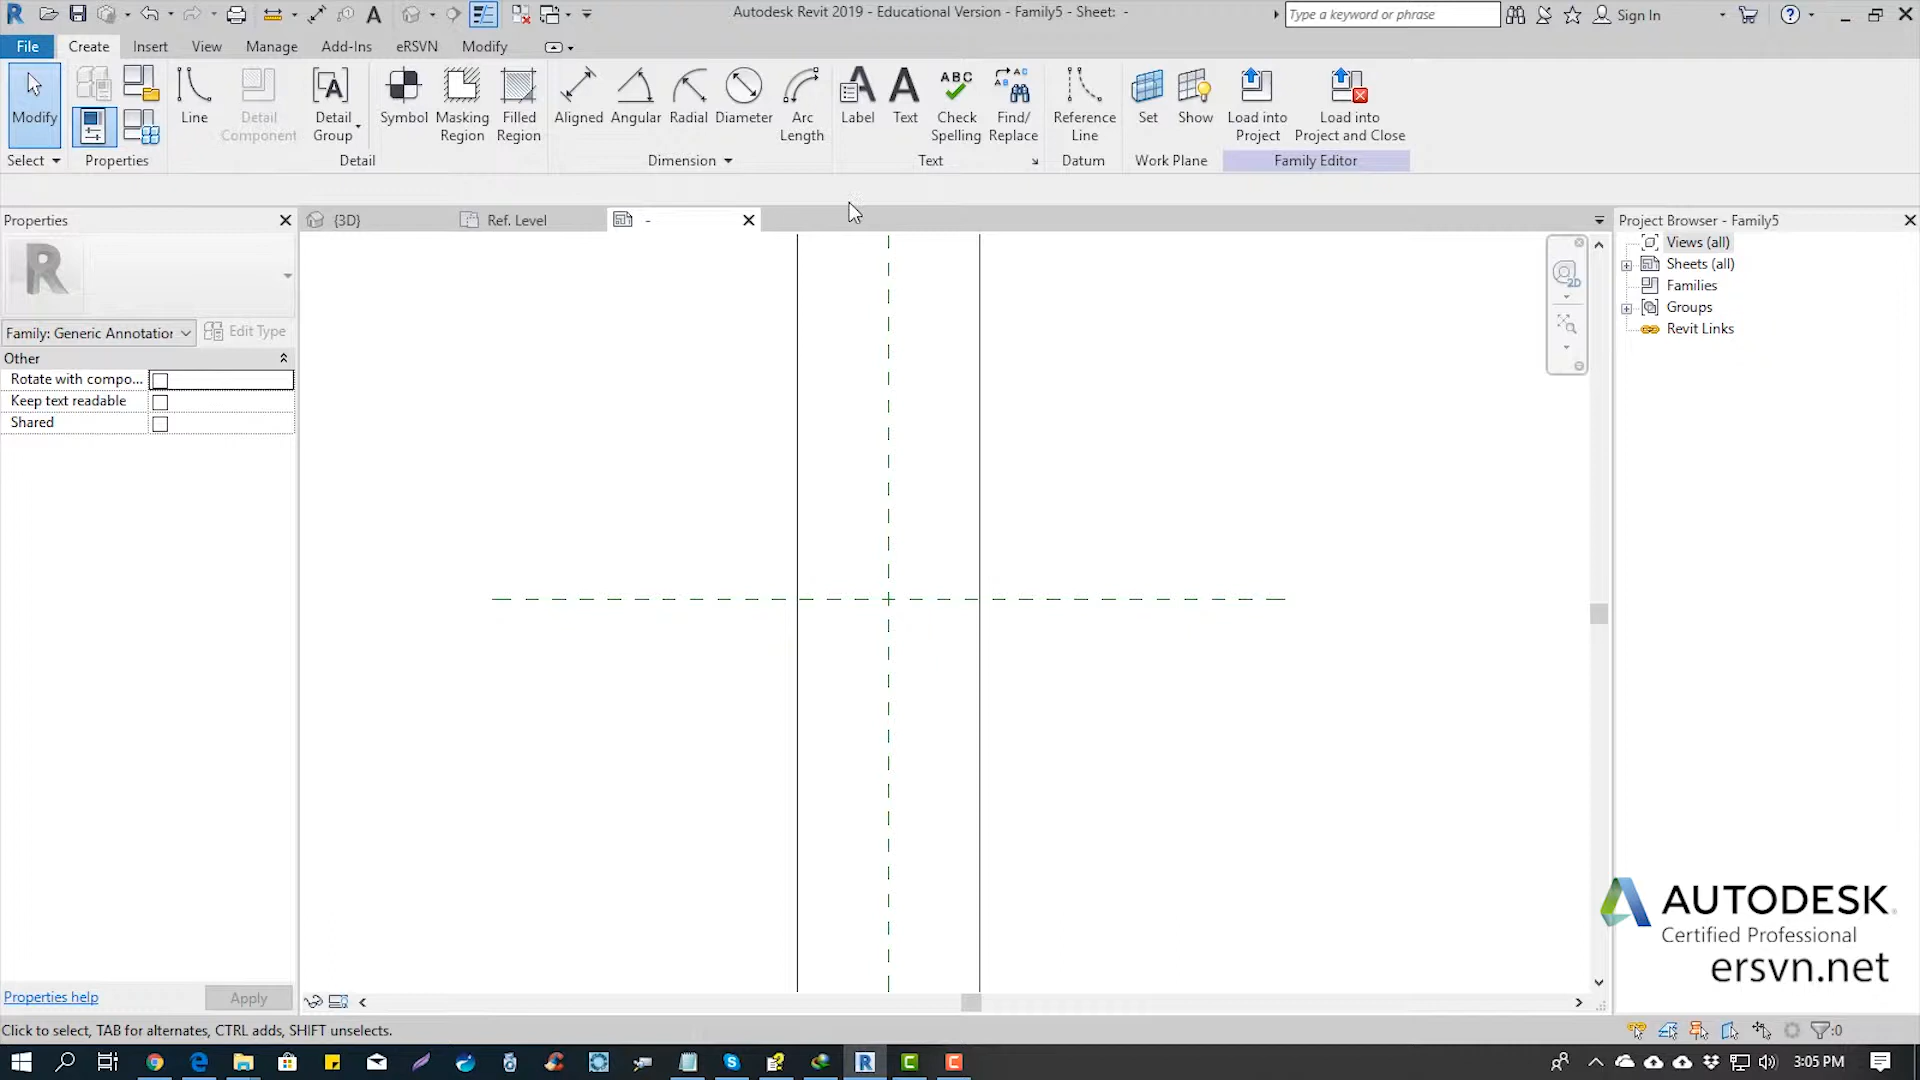 Autodesk Revit 2019 - Educational Version - Family5 - Sheet: -
Type a keyword or phrase
Sign In
File Create Insert View Manage Add-Ins eRSVN Modify
Modify
Line
Detail Component
Detail Group
Symbol
Masking Region
Filled Region
Aligned
Angular
Radial
Diameter
Arc Length
Label
Text
ABC Check Spelling
Find/ Replace
Reference Line
Set
Show
Load into Project
Load into Project and Close
Select Properties Detail Dimension Text Datum Work Plane Family Editor
Properties
{3D}
Ref. Level
-
Project Browser - Family5
Views (all)
Sheets (all)
Families
Groups
Revit Links
Family: Generic Annotation
Edit Type
Other
Rotate with compo...
Keep text readable
Shared
2D
AUTODESK
Certified Professional
ersvn.net
Properties help
Apply
Click to select, TAB for alternates, CTRL adds, SHIFT unselects.
:0
3:05 PM